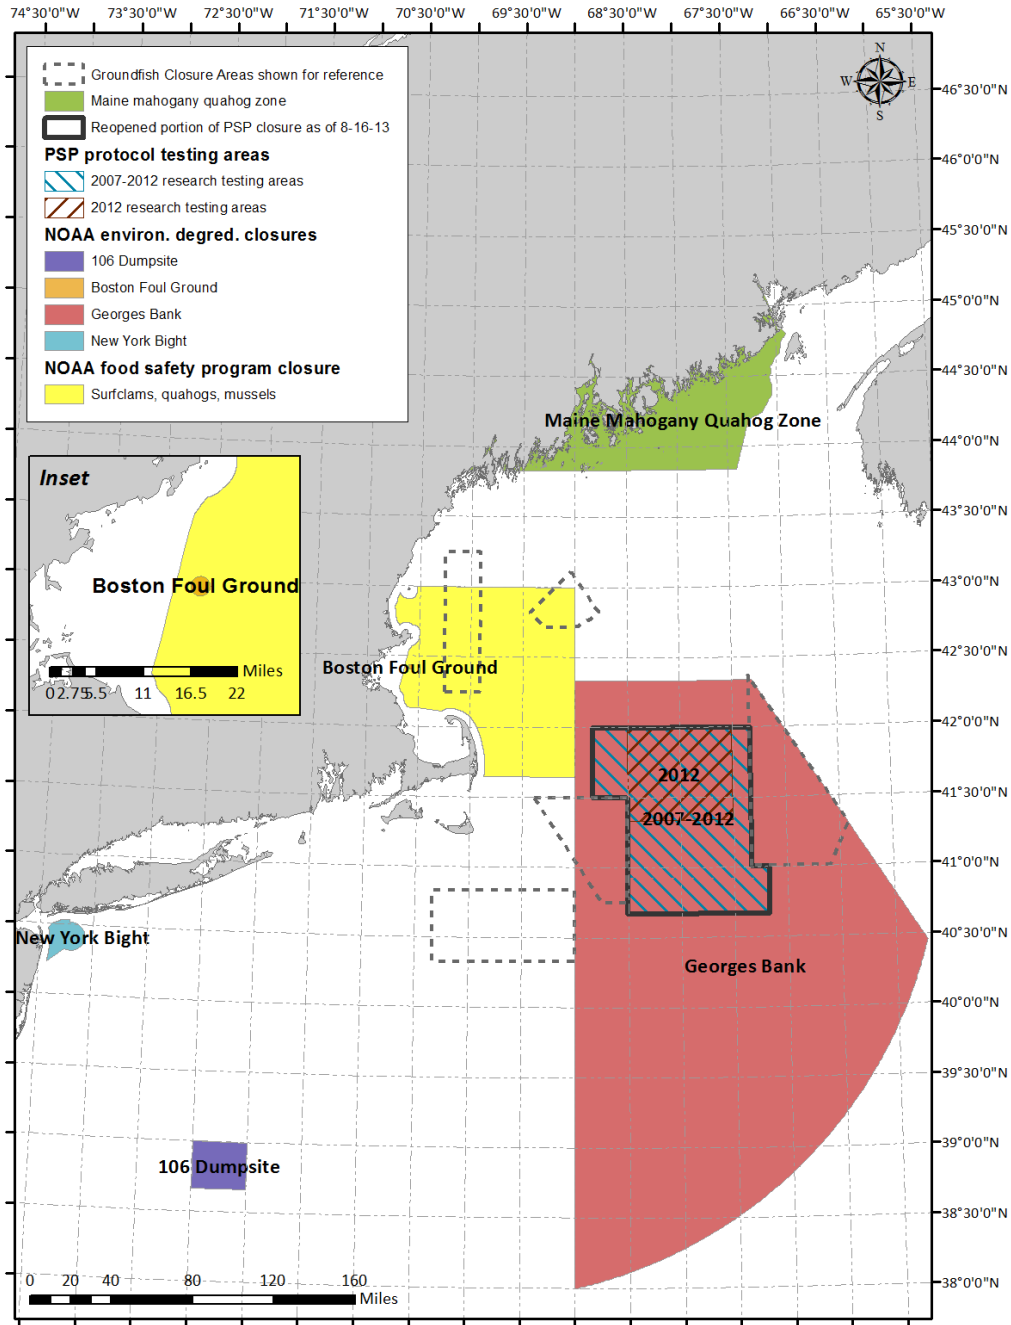 74°30'0"W 73°30'0"W 72°30'0"W 71°30'0"W 70°30'0"W 69°30'0"W 68°30'0"W 67°30'0"W 66°30'0"W 65°30'0"W
Groundfish Closure Areas shown for reference
Maine mahogany quahog zone
Reopened portion of PSP closure as of 8-16-13
PSP protocol testing areas
2007-2012 research testing areas
2012 research testing areas
NOAA environ. degred. closures
106 Dumpsite
Boston Foul Ground
Georges Bank
New York Bight
NOAA food safety program closure
Surfclams, quahogs, mussels
N
W E
S
46°30'0"N
46°0'0"N
45°30'0"N
45°0'0"N
44°30'0"N
Maine Mahogany Quahog Zone
44°0'0"N
Inset
Boston Foul Ground
Miles
0 2.75 5.5 11 16.5 22
43°30'0"N
43°0'0"N
42°30'0"N
Boston Foul Ground
42°0'0"N
2012
41°30'0"N
2007-2012
41°0'0"N
New York Bight
40°30'0"N
Georges Bank
40°0'0"N
39°30'0"N
39°0'0"N
106 Dumpsite
38°30'0"N
38°0'0"N
0 20 40 80 120 160
Miles